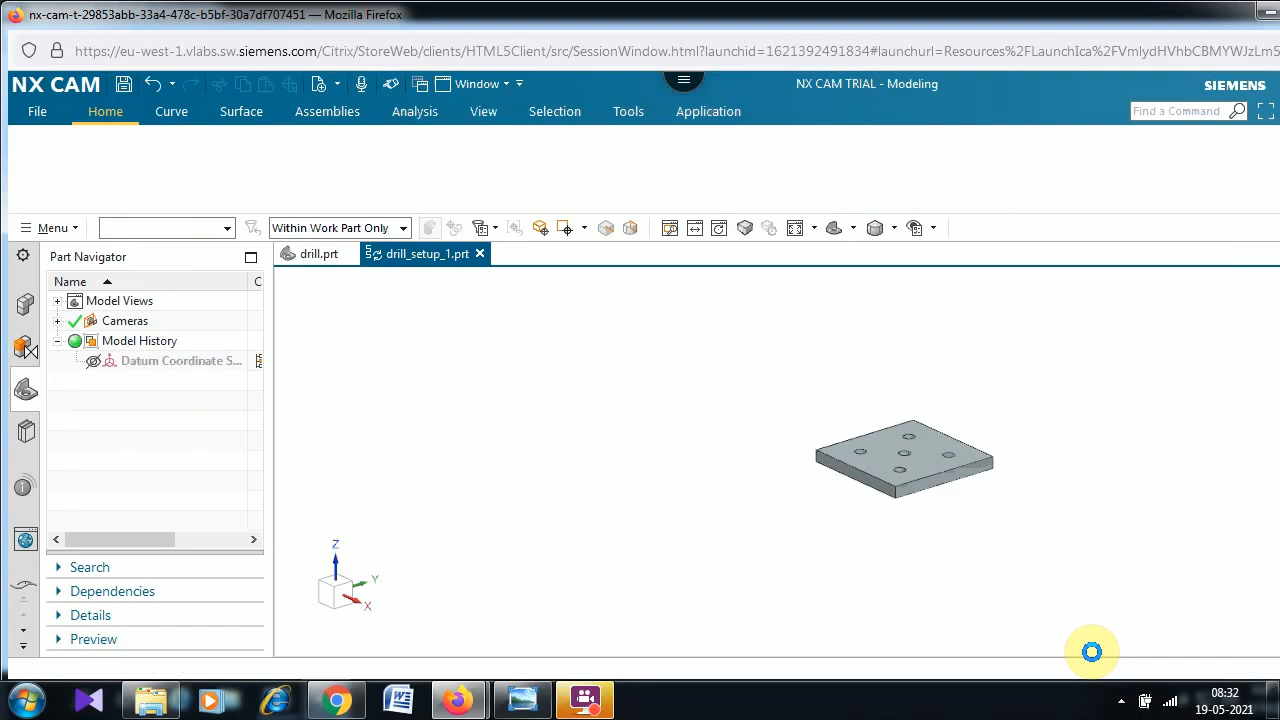 nx-cam-t-29853abb-33a4-478c-b5bf-30a7df707451 — Mozilla Firefox
https://eu-west-1.vlabs.sw.siemens.com/Citrix/StoreWeb/clients/HTML5Client/src/SessionWindow.html?launchid=1621392491834#launchurl=Resources%2FLaunchIca%2FVmlydHVhbCBMYWJzLm5
NX CAM Window NX CAM TRIAL - Modeling SIEMENS
File Home Curve Surface Assemblies Analysis View Selection Tools Application Find a Command
Menu Within Work Part Only
Part Navigator drill.prt drill_setup_1.prt
Name C
Model Views
Cameras
Model History
Datum Coordinate S...
Z
Y
X
Search
Dependencies
Details
Preview
08:32
19-05-2021